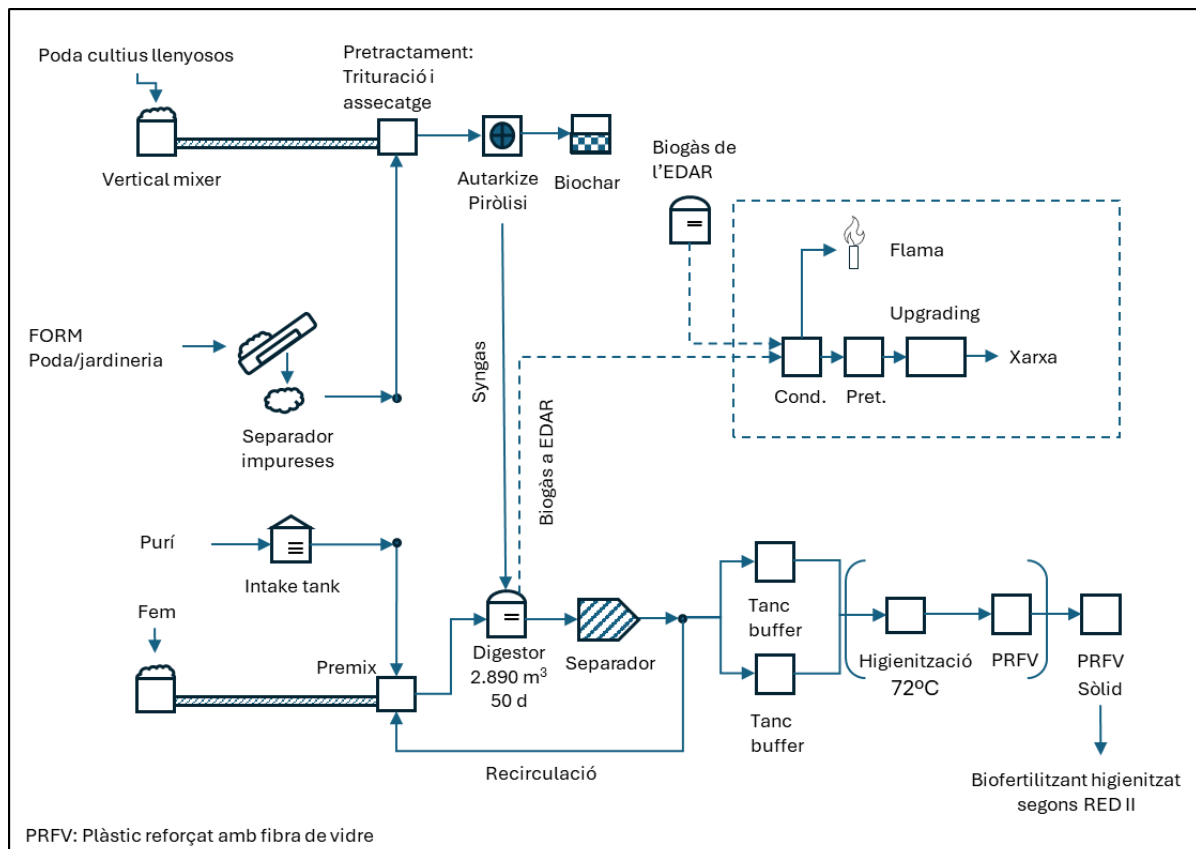 Poda cultius llenyosos
Vertical mixer
Pretractament:
Trituració i
assecatge
Autarkize
Piròlisi
Biochar
Biogàs de
l’EDAR
Flama
Upgrading
Cond.
Pret.
Xarxa
FORM
Poda/jardineria
Separador
impureses
Syngas
Biogàs a EDAR
Purí
Intake tank
Fem
Premix
Digestor
2.890 m³
50 d
Separador
Recirculació
Tanc
buffer
Tanc
buffer
Higienització
72ºC
PRFV
PRFV
Sòlid
Biofertilitzant higienitzat
segons RED II
PRFV: Plàstic reforçat amb fibra de vidre